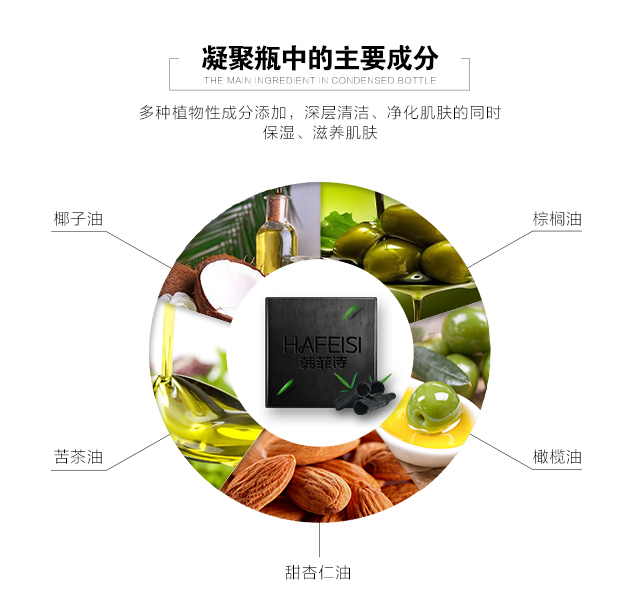 凝聚瓶中的主要成分
THE MAIN INGREDIENT IN CONDENSED BOTTLE
多种植物性成分添加，深层清洁、净化肌肤的同时
保湿、滋养肌肤
椰子油
棕榈油
HAFEISI
韩菲诗
苦茶油
橄榄油
甜杏仁油